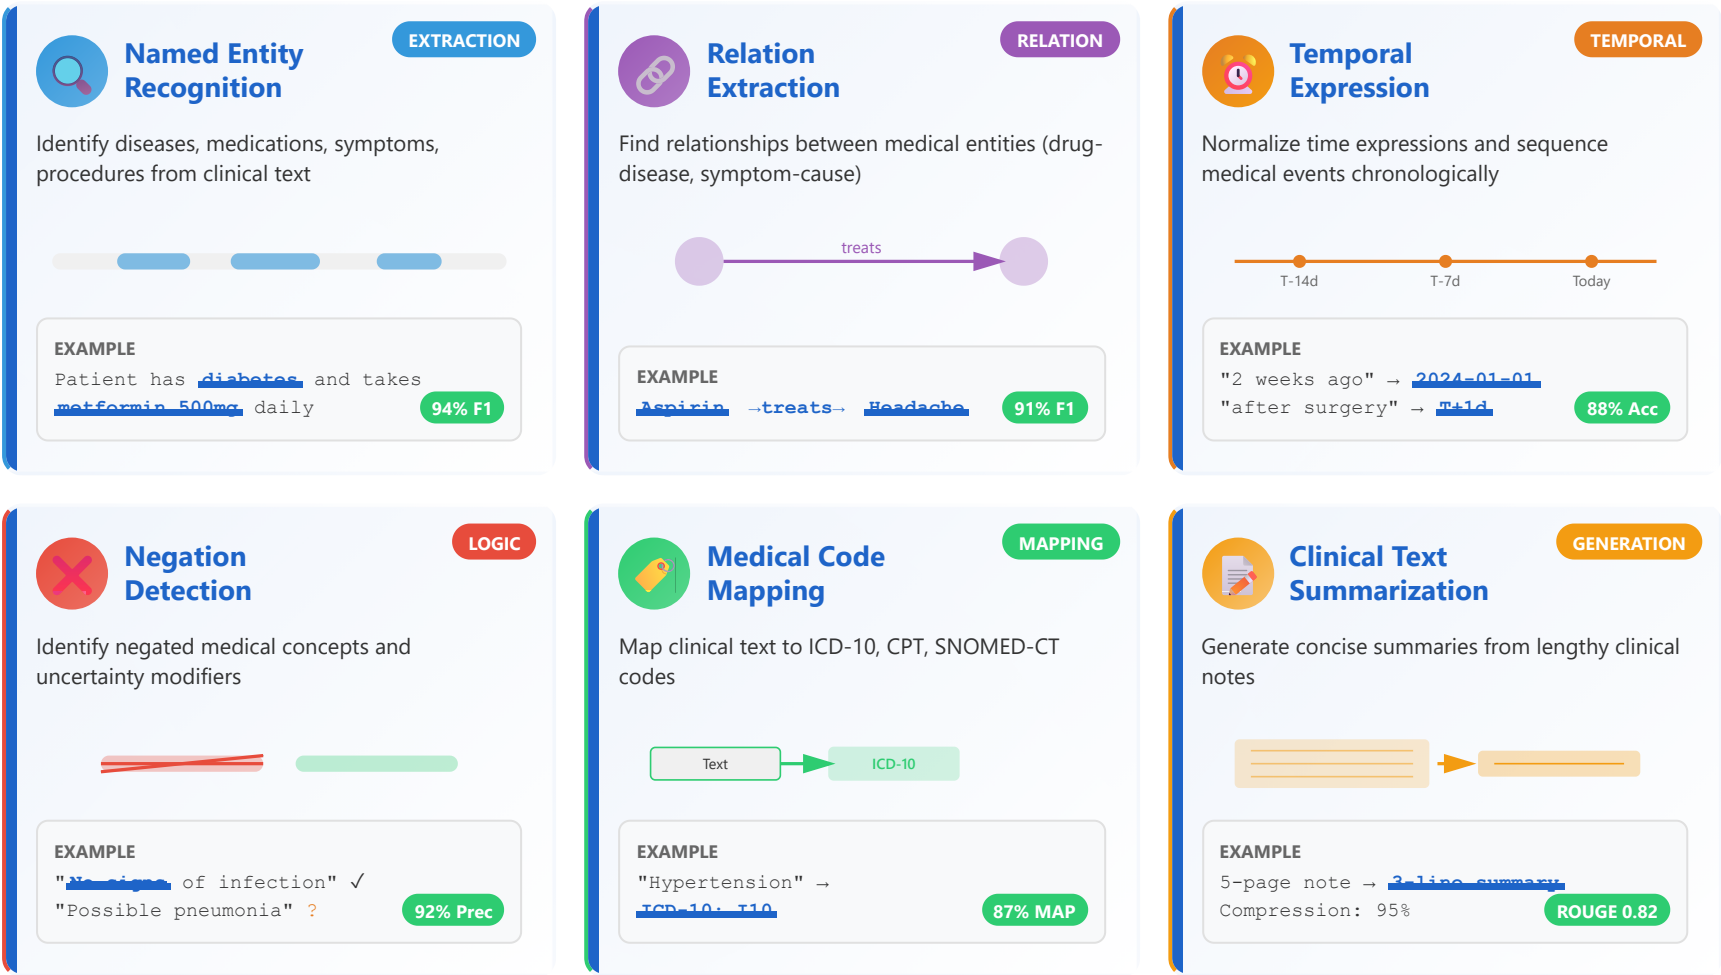 Named Entity
Recognition
EXTRACTION
Identify diseases, medications, symptoms,
procedures from clinical text
EXAMPLE
Patient has diabetes and takes
metformin 500mg daily
94% F1
Relation
Extraction
RELATION
Find relationships between medical entities (drug-
disease, symptom-cause)
treats
EXAMPLE
Aspirin →treats→ Headache
91% F1
Temporal
Expression
TEMPORAL
Normalize time expressions and sequence
medical events chronologically
T-14d
T-7d
Today
EXAMPLE
"2 weeks ago" → 2024-01-01
"after surgery" → T+1d
88% Acc
Negation
Detection
LOGIC
Identify negated medical concepts and
uncertainty modifiers
EXAMPLE
"No signs of infection" ✓
"Possible pneumonia" ?
92% Prec
Medical Code
Mapping
MAPPING
Map clinical text to ICD-10, CPT, SNOMED-CT
codes
Text
ICD-10
EXAMPLE
"Hypertension" →
ICD-10: I10
87% MAP
Clinical Text
Summarization
GENERATION
Generate concise summaries from lengthy clinical
notes
EXAMPLE
5-page note → 3-line summary
Compression: 95%
ROUGE 0.82